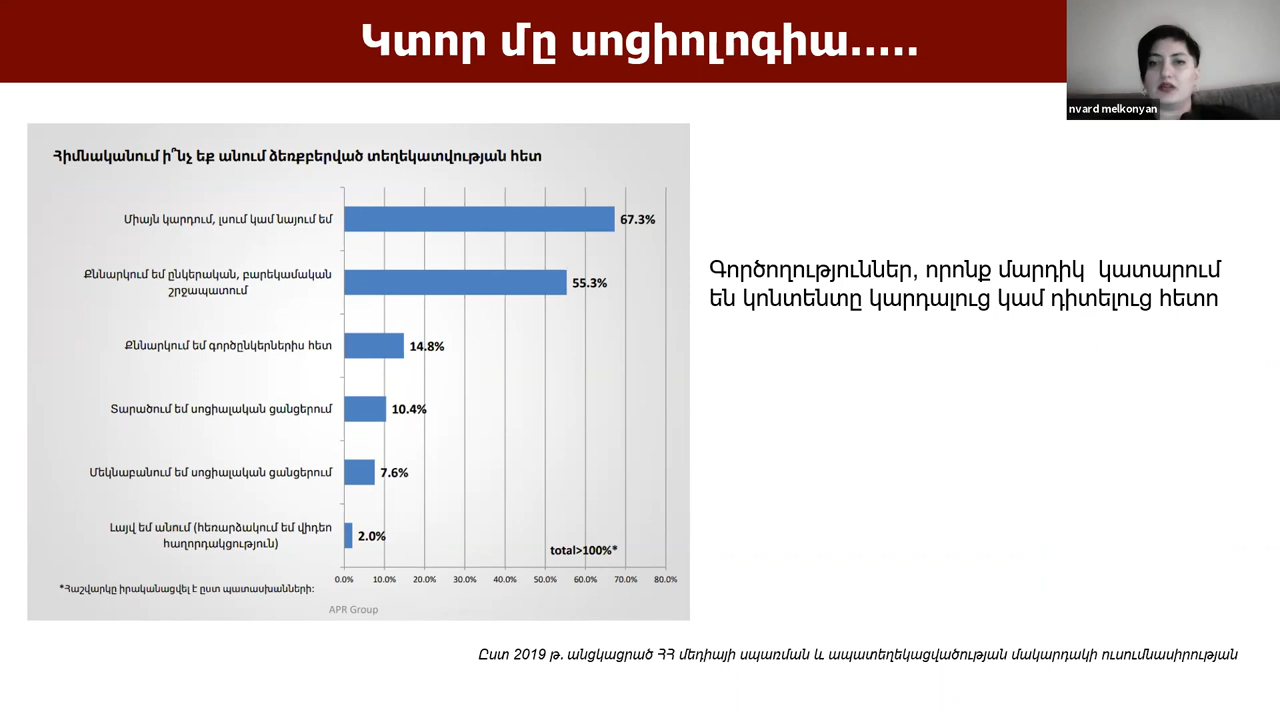 Կտոր մը սոցիոլոգիա.....
nvard melkonyan
Հիմնականում ի՞նչ եք անում ձեռքբերված տեղեկատվության հետ
Միայն կարդում, լսում կամ նայում եմ
67.3%
Քննարկում եմ ընկերական, բարեկամական
շրջապատում
55.3%
Քննարկում եմ գործընկերներիս հետ
14.8%
Տարածում եմ սոցիալական ցանցերում
10.4%
Մեկնաբանում եմ սոցիալական ցանցերում
7.6%
Լայվ եմ անում (հեռարձակում եմ վիդեո
հաղորդակցություն)
2.0%
total>100%*
0.0% 10.0% 20.0% 30.0% 40.0% 50.0% 60.0% 70.0% 80.0%
*Հաշվարկը իրականացվել է ըստ պատասխանների:
APR Group
Գործողություններ, որոնք մարդիկ կատարում
են կոնտենտը կարդալուց կամ դիտելուց հետո
Ըստ 2019 թ. անցկացրած ՀՀ մեդիայի սպառման և ապատեղեկացվածության մակարդակի ուսումնասիրության